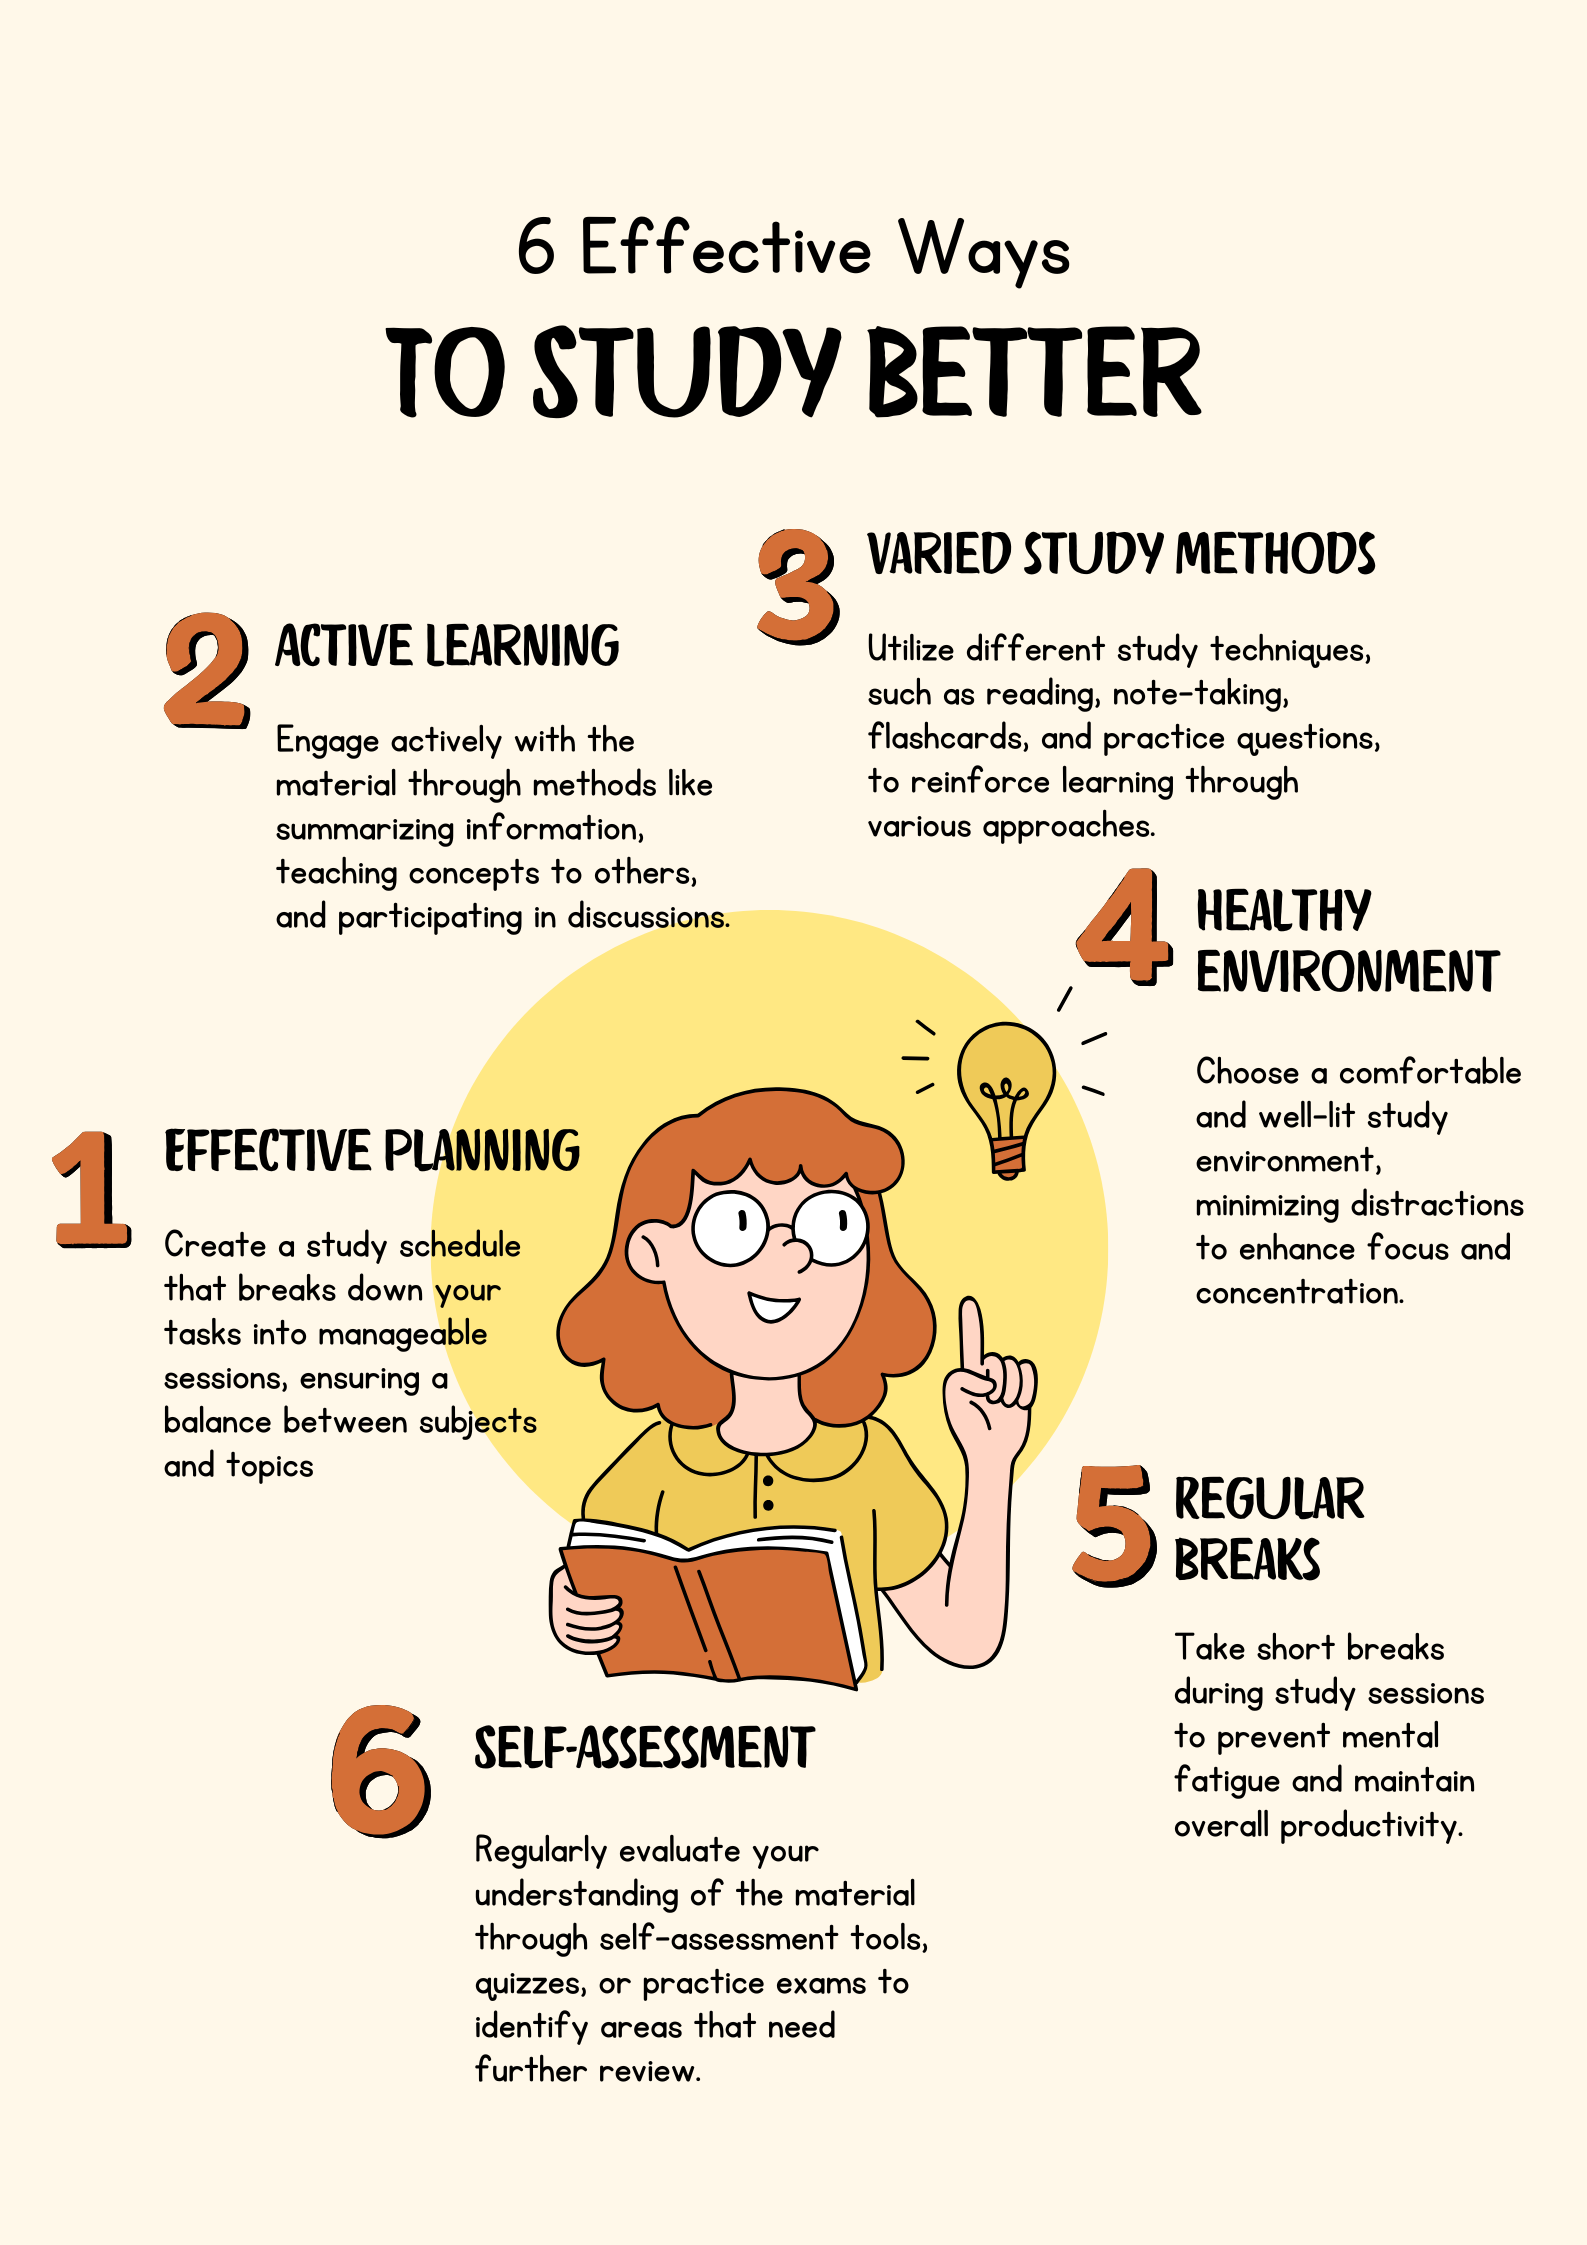 6 Effective Ways
TO STUDY BETTER
1
EFFECTIVE PLANNING
Create a study schedule
that breaks down your
tasks into manageable
sessions, ensuring a
balance between subjects
and topics
2
ACTIVE LEARNING
Engage actively with the
material through methods like
summarizing information,
teaching concepts to others,
and participating in discussions.
3
VARIED STUDY METHODS
Utilize different study techniques,
such as reading, note-taking,
flashcards, and practice questions,
to reinforce learning through
various approaches.
4
HEALTHY
ENVIRONMENT
Choose a comfortable
and well-lit study
environment,
minimizing distractions
to enhance focus and
concentration.
5
REGULAR
BREAKS
Take short breaks
during study sessions
to prevent mental
fatigue and maintain
overall productivity.
6
SELF-ASSESSMENT
Regularly evaluate your
understanding of the material
through self-assessment tools,
quizzes, or practice exams to
identify areas that need
further review.